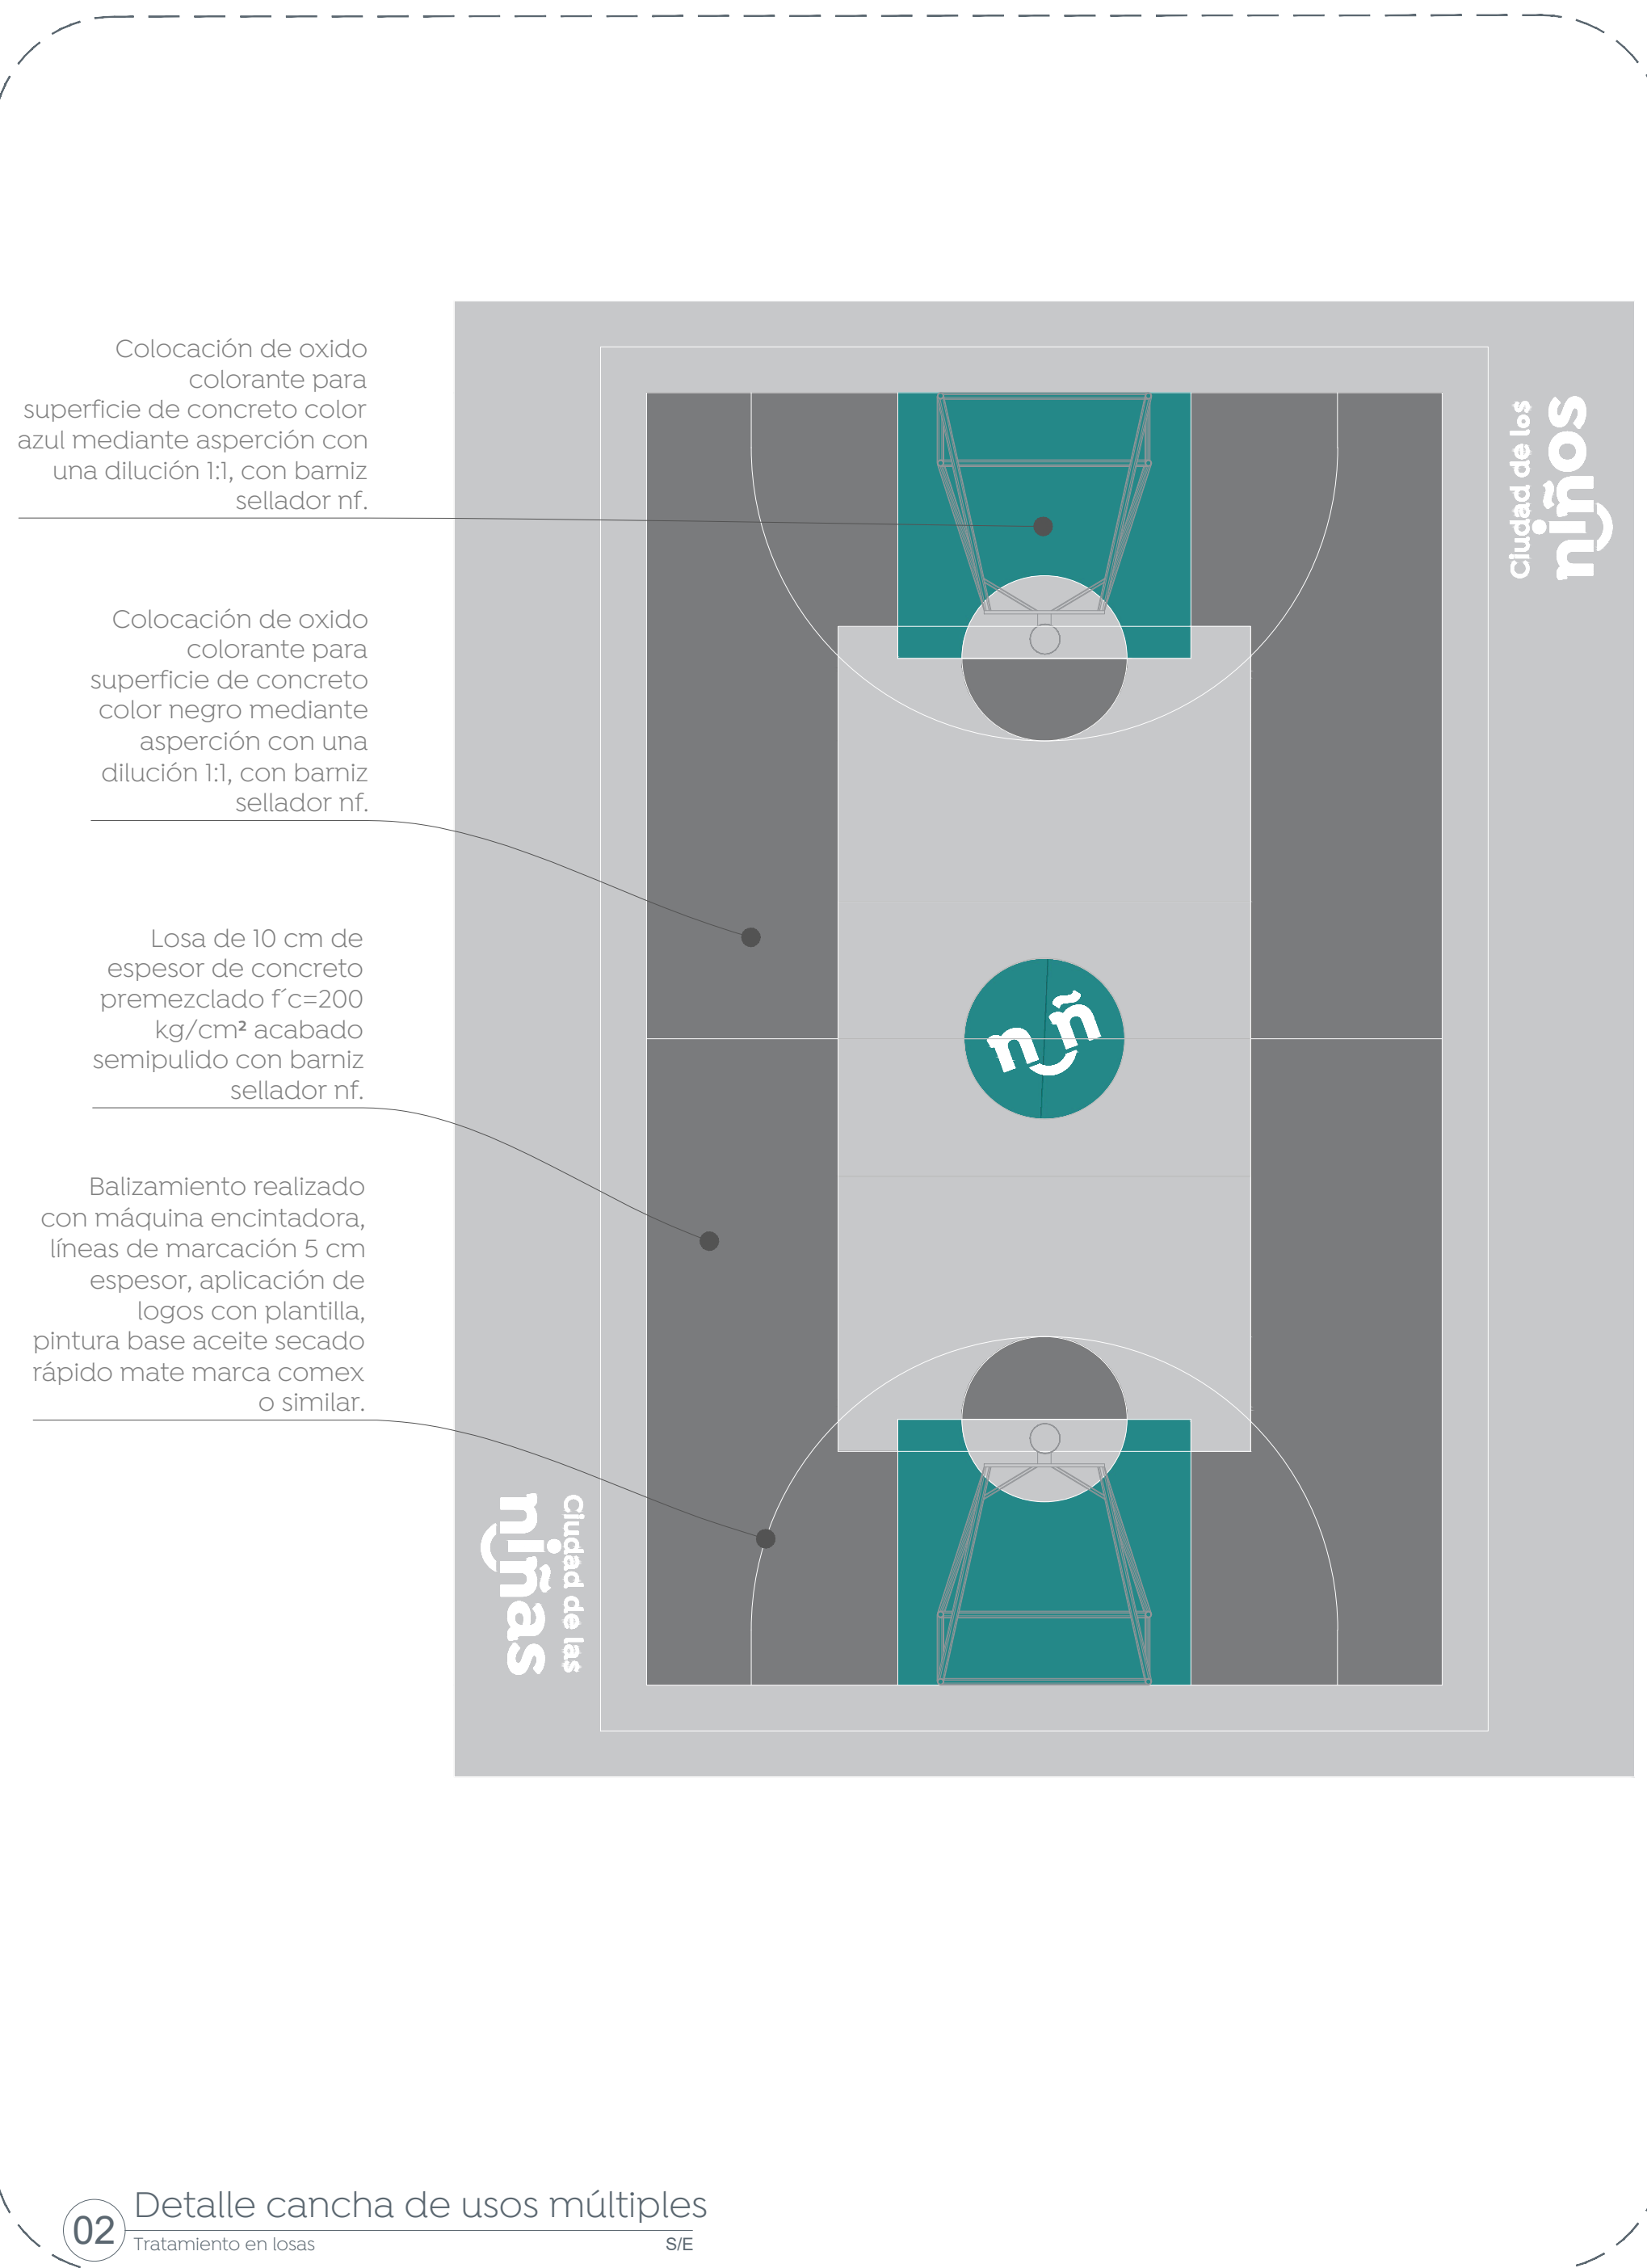 Colocación de oxido
colorante para
superficie de concreto color
azul mediante asperción con
una dilución 1:1, con barniz
sellador nf.
Colocación de oxido
colorante para
superficie de concreto
color negro mediante
asperción con una
dilución 1:1, con barniz
sellador nf.
Losa de 10 cm de
espesor de concreto
premezclado f´c=200
kg/cm² acabado
semipulido con barniz
sellador nf.
Balizamiento realizado
con máquina encintadora,
líneas de marcación 5 cm
espesor, aplicación de
logos con plantilla,
pintura base aceite secado
rápido mate marca comex
o similar.
Ciudad de los
niños
n ñ
Ciudad de las
niñas
02
Detalle cancha de usos múltiples
Tratamiento en losas
S/E